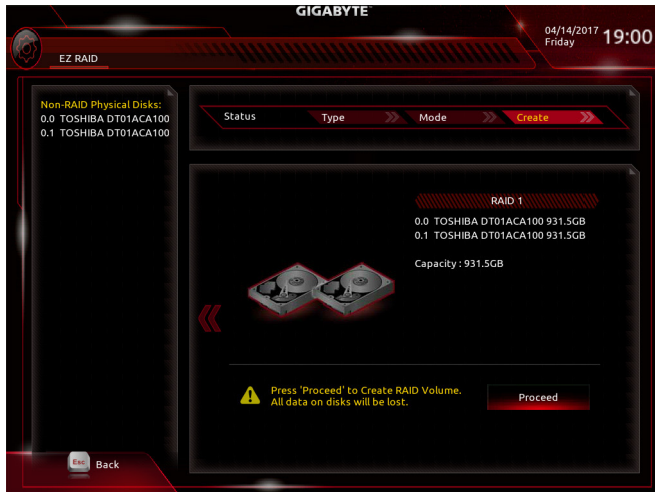 GIGABYTE
04/14/2017
Friday
19:00
EZ RAID
Non-RAID Physical Disks:
0.0 TOSHIBA DT01ACA100
0.1 TOSHIBA DT01ACA100
Status Type Mode Create
RAID 1
0.0 TOSHIBA DT01ACA100 931.5GB
0.1 TOSHIBA DT01ACA100 931.5GB
Capacity : 931.5GB
Press 'Proceed' to Create RAID Volume.
All data on disks will be lost.
Proceed
Esc Back